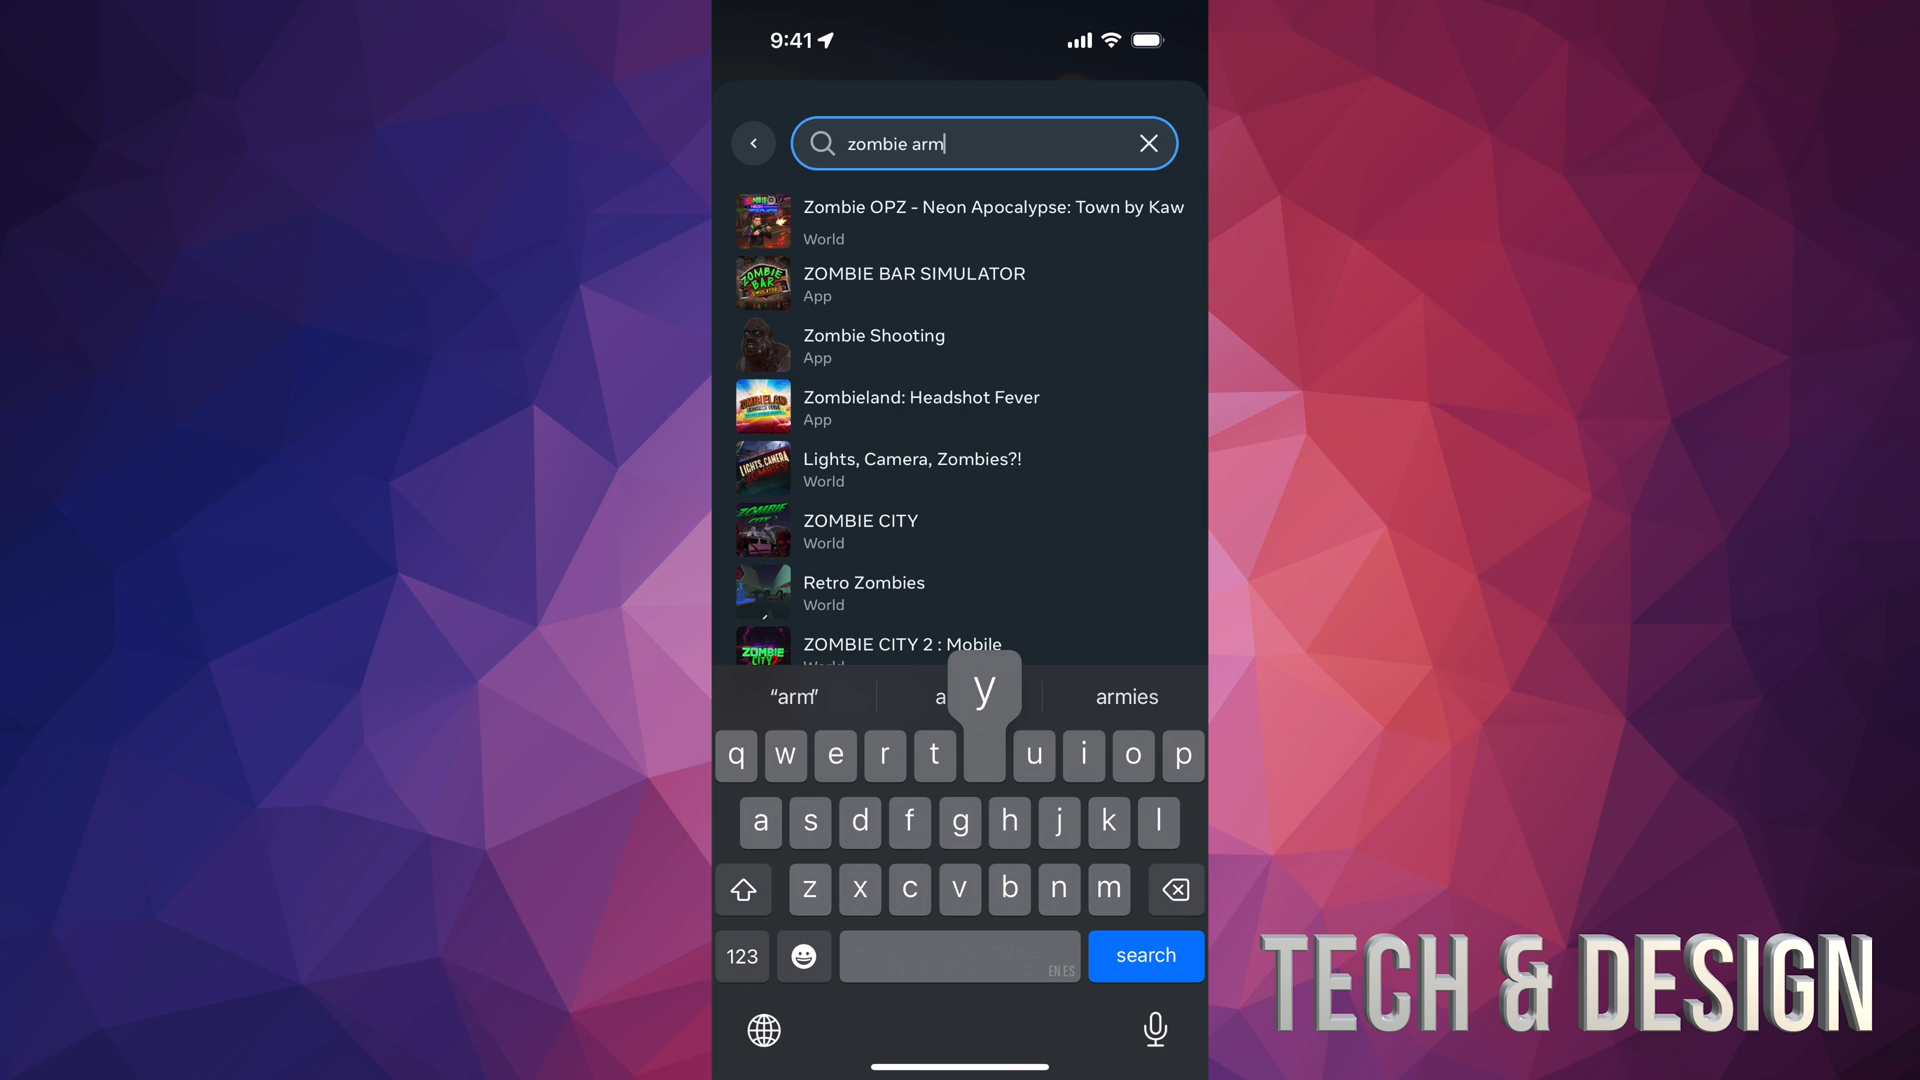 9:41
zombie arm
Zombie OPZ - Neon Apocalypse: Town by Kaw
World
ZOMBIE BAR SIMULATOR
App
Zombie Shooting
App
Zombieland: Headshot Fever
App
Lights, Camera, Zombies?!
World
ZOMBIE CITY
World
Retro Zombies
World
ZOMBIE CITY 2 : Mobile
World
“arm”
a
y
armies
q w e r t u i o p
a s d f g h j k l
z x c v b n m
123
EN ES
search
TECH & DESIGN